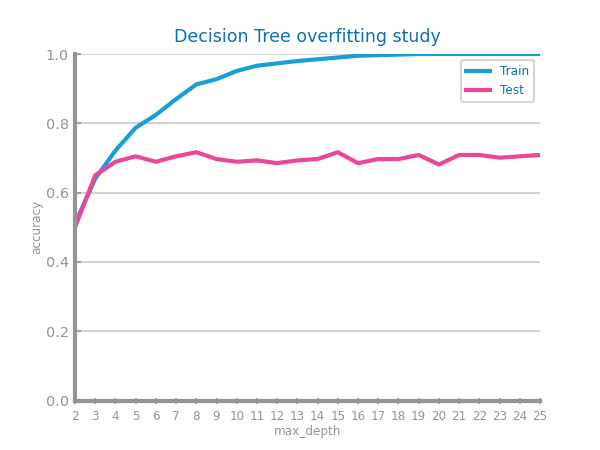 Decision Tree overfitting study
1.0
0.8
0.6
0.4
0.2
0.0
accuracy
Train
Test
2 3 4 5 6 7 8 9 10 11 12 13 14 15 16 17 18 19 20 21 22 23 24 25
max_depth